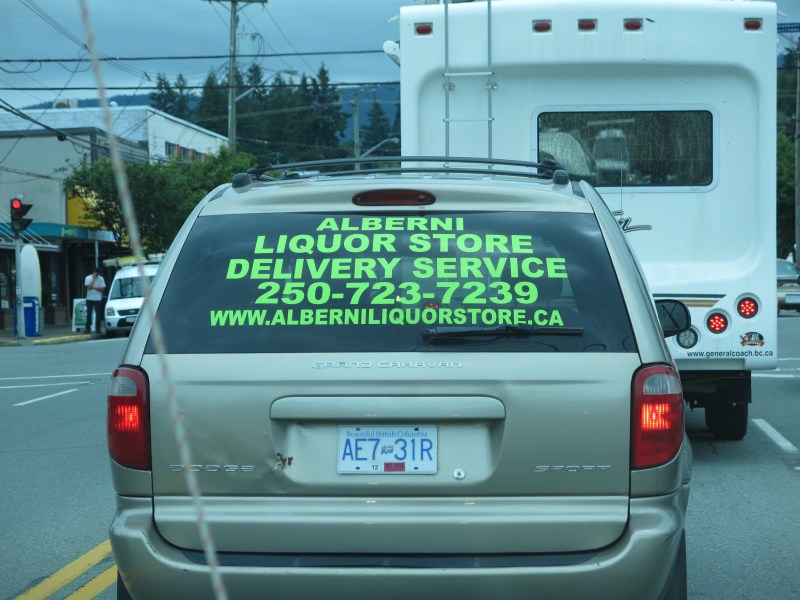 ALBERNI
LIQUOR STORE
DELIVERY SERVICE
250-723-7239
WWW.ALBERNILIQUORSTORE.CA
GRAND CARAVAN
www.generalcoach.bc.ca
Beautiful British Columbia
AE7 31R
12
DODGE
SPORT